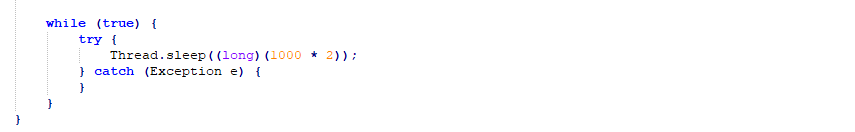 while (true) {
try {
Thread.sleep((long)(1000 * 2));
} catch (Exception e) {
}
}
}